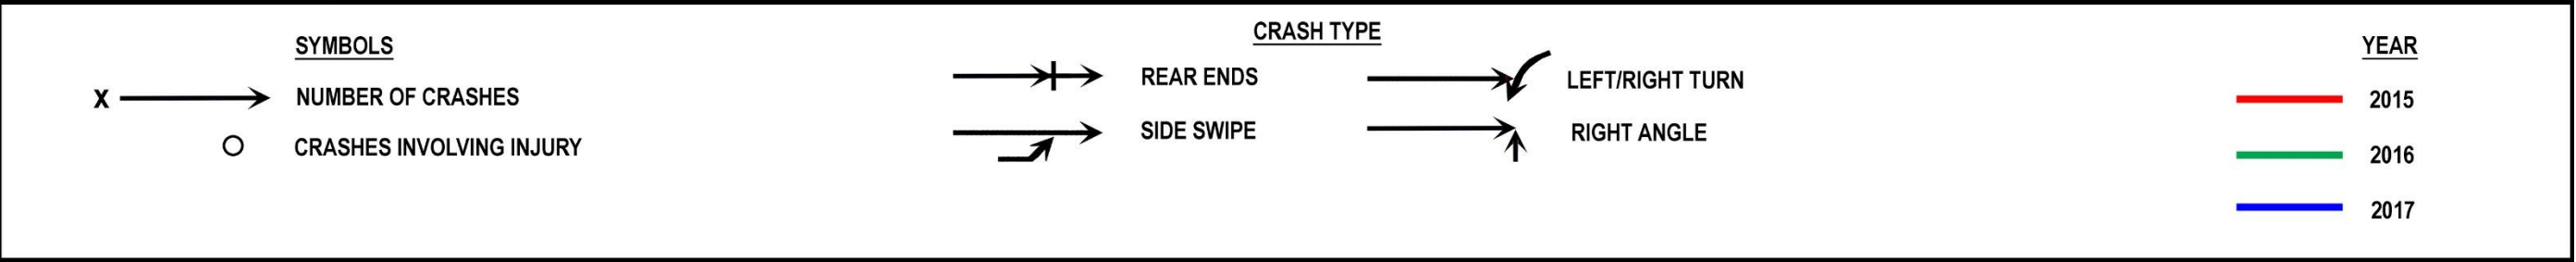 SYMBOLS
X NUMBER OF CRASHES
CRASHES INVOLVING INJURY
CRASH TYPE
REAR ENDS
LEFT/RIGHT TURN
SIDE SWIPE
RIGHT ANGLE
YEAR
2015
2016
2017